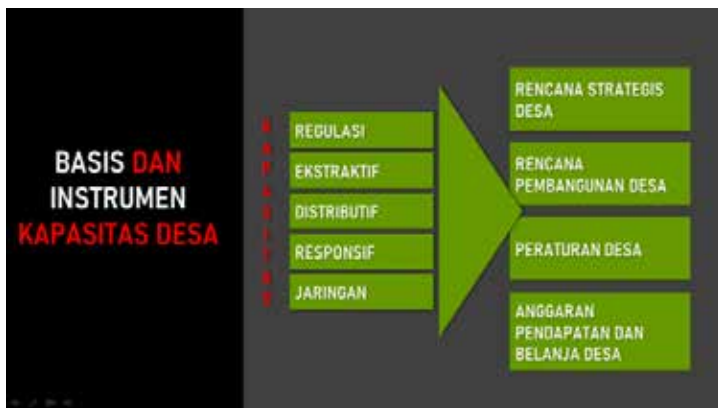 BASIS DAN
INSTRUMEN
KAPASITAS DESA
KAPASITAS
REGULASI
EKSTRAKTIF
DISTRIBUTIF
RESPONSIF
JARINGAN
RENCANA STRATEGIS
DESA
RENCANA
PEMBANGUNAN DESA
PERATURAN DESA
ANGGARAN
PENDAPATAN DAN
BELANJA DESA